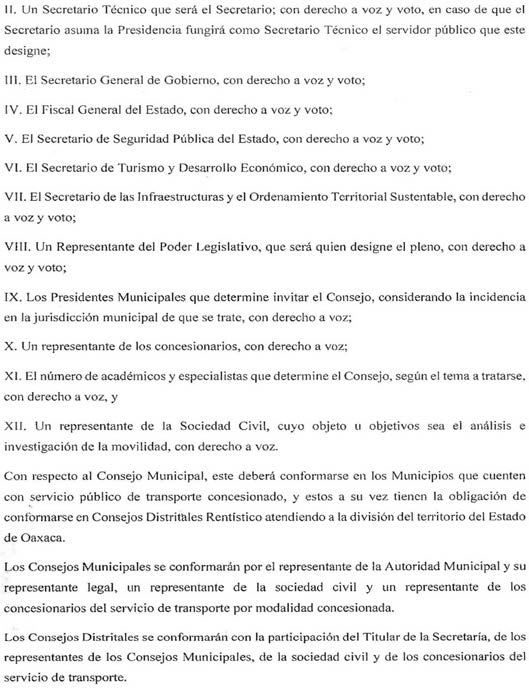 II. Un Secretario Técnico que será el Secretario; con derecho a voz y voto, en caso de que el
Secretario asuma la Presidencia fungirá como Secretario Técnico el servidor público que este
designe;
III. El Secretario General de Gobierno, con derecho a voz y voto;
IV. El Fiscal General del Estado, con derecho a voz y voto;
V. El Secretario de Seguridad Pública del Estado, con derecho a voz y voto;
VI. El Secretario de Turismo y Desarrollo Económico, con derecho a voz y voto;
VII. El Secretario de las Infraestructuras y el Ordenamiento Territorial Sustentable, con derecho
a voz y voto;
VIII. Un Representante del Poder Legislativo, que será quien designe el pleno, con derecho a
voz y voto;
IX. Los Presidentes Municipales que determine invitar el Consejo, considerando la incidencia
en la jurisdicción municipal de que se trate, con derecho a voz;
X. Un representante de los concesionarios, con derecho a voz;
XI. El número de académicos y especialistas que determine el Consejo, según el tema a tratarse,
con derecho a voz, y
XII. Un representante de la Sociedad Civil, cuyo objeto u objetivos sea el análisis e
investigación de la movilidad, con derecho a voz.
Con respecto al Consejo Municipal, este deberá conformarse en los Municipios que cuenten
con servicio público de transporte concesionado, y estos a su vez tienen la obligación de
conformarse en Consejos Distritales Rentístico atendiendo a la división del territorio del Estado
de Oaxaca.
Los Consejos Municipales se conformarán por el representante de la Autoridad Municipal y su
representante legal, un representante de la sociedad civil y un representante de los
concesionarios del servicio de transporte por modalidad concesionada.
Los Consejos Distritales se conformarán con la participación del Titular de la Secretaría, de los
representantes de los Consejos Municipales, de la sociedad civil y de los concesionarios del
servicio de transporte.